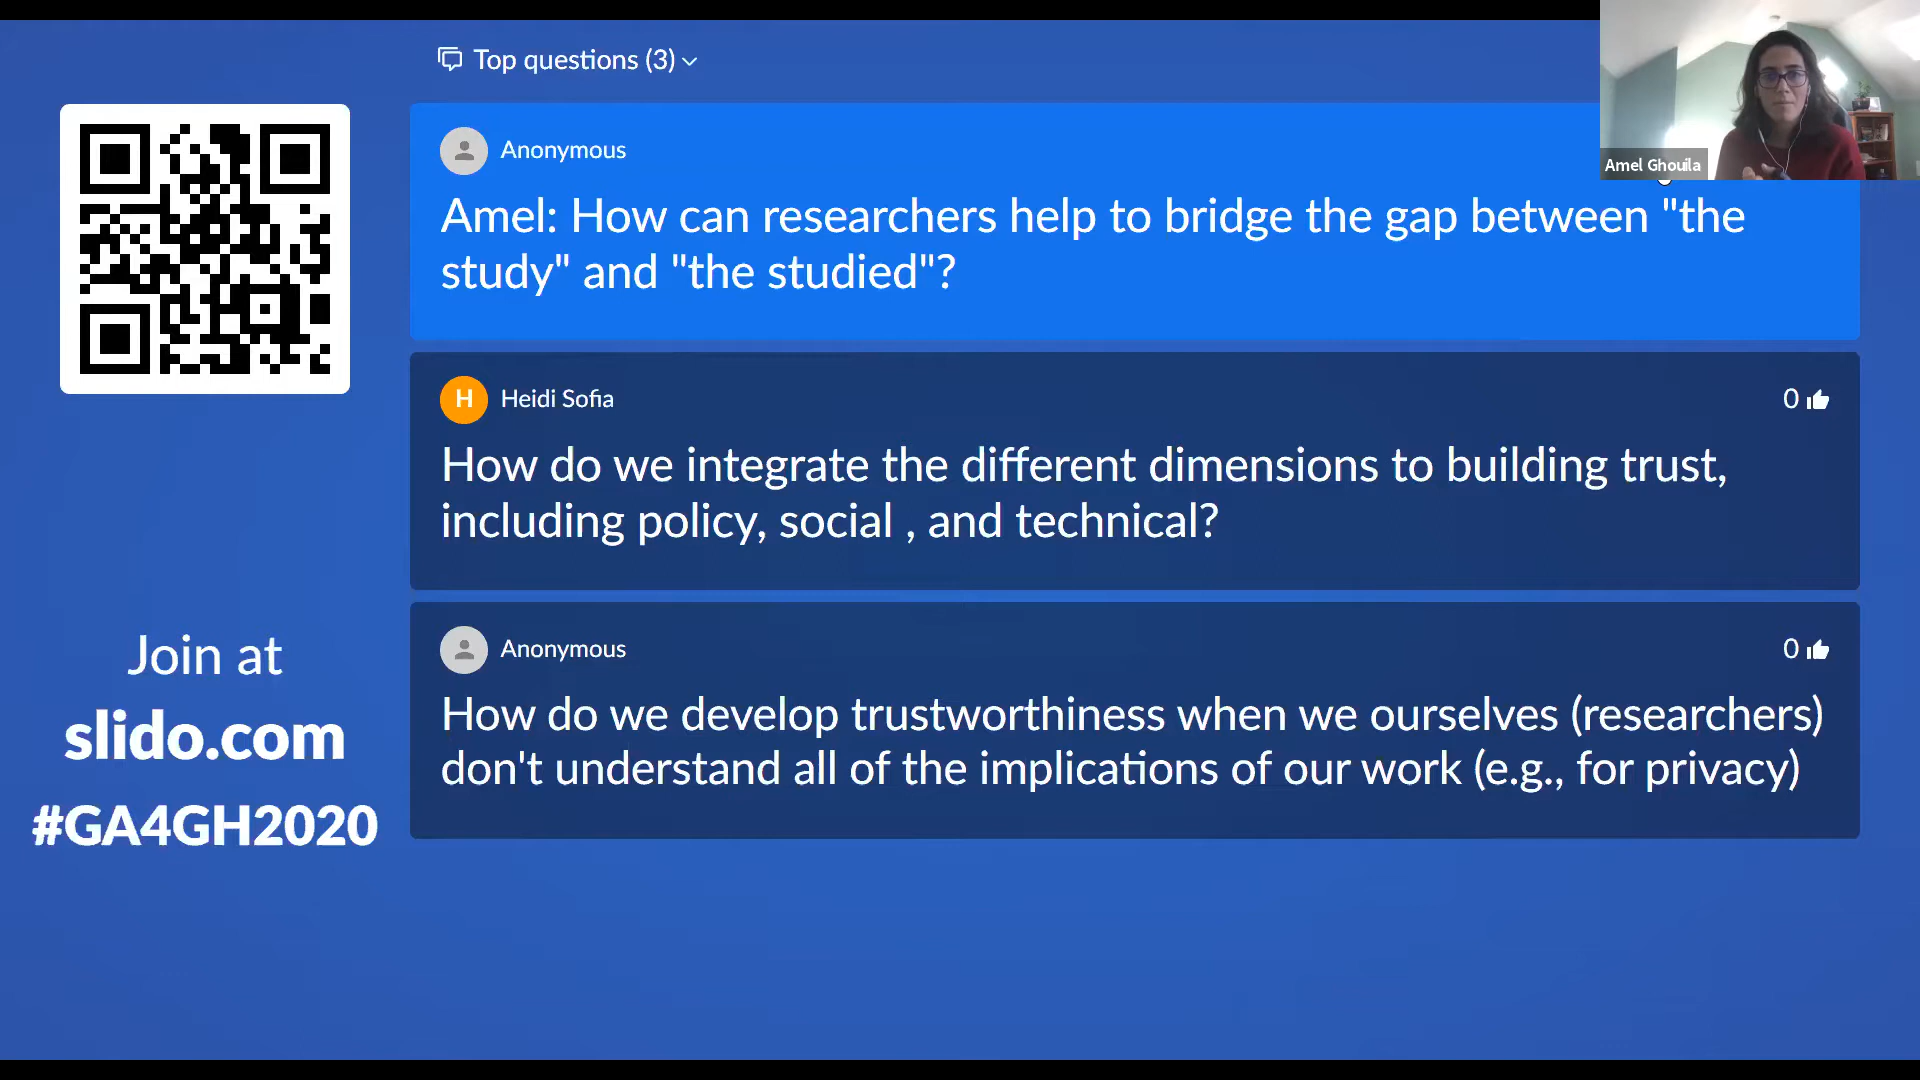 Top questions (3)
Anonymous
Amel: How can researchers help to bridge the gap between "the
study" and "the studied"?
Amel Ghouila
H
Heidi Sofia
0
How do we integrate the different dimensions to building trust,
including policy, social , and technical?
Anonymous
0
How do we develop trustworthiness when we ourselves (researchers)
don't understand all of the implications of our work (e.g., for privacy)
Join at
slido.com
#GA4GH2020